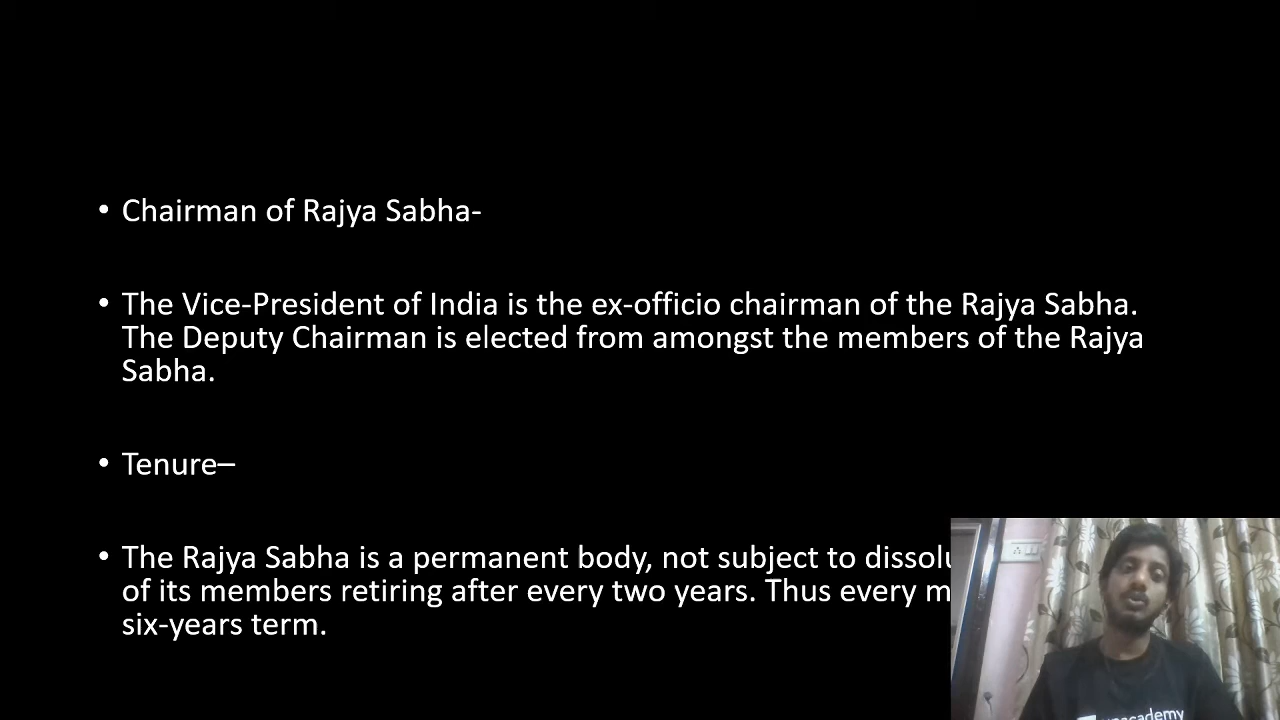 • Chairman of Rajya Sabha-
• The Vice-President of India is the ex-officio chairman of the Rajya Sabha.
The Deputy Chairman is elected from amongst the members of the Rajya
Sabha.
• Tenure–
• The Rajya Sabha is a permanent body, not subject to
of its members retiring after every two years. Thus every
six-years term.